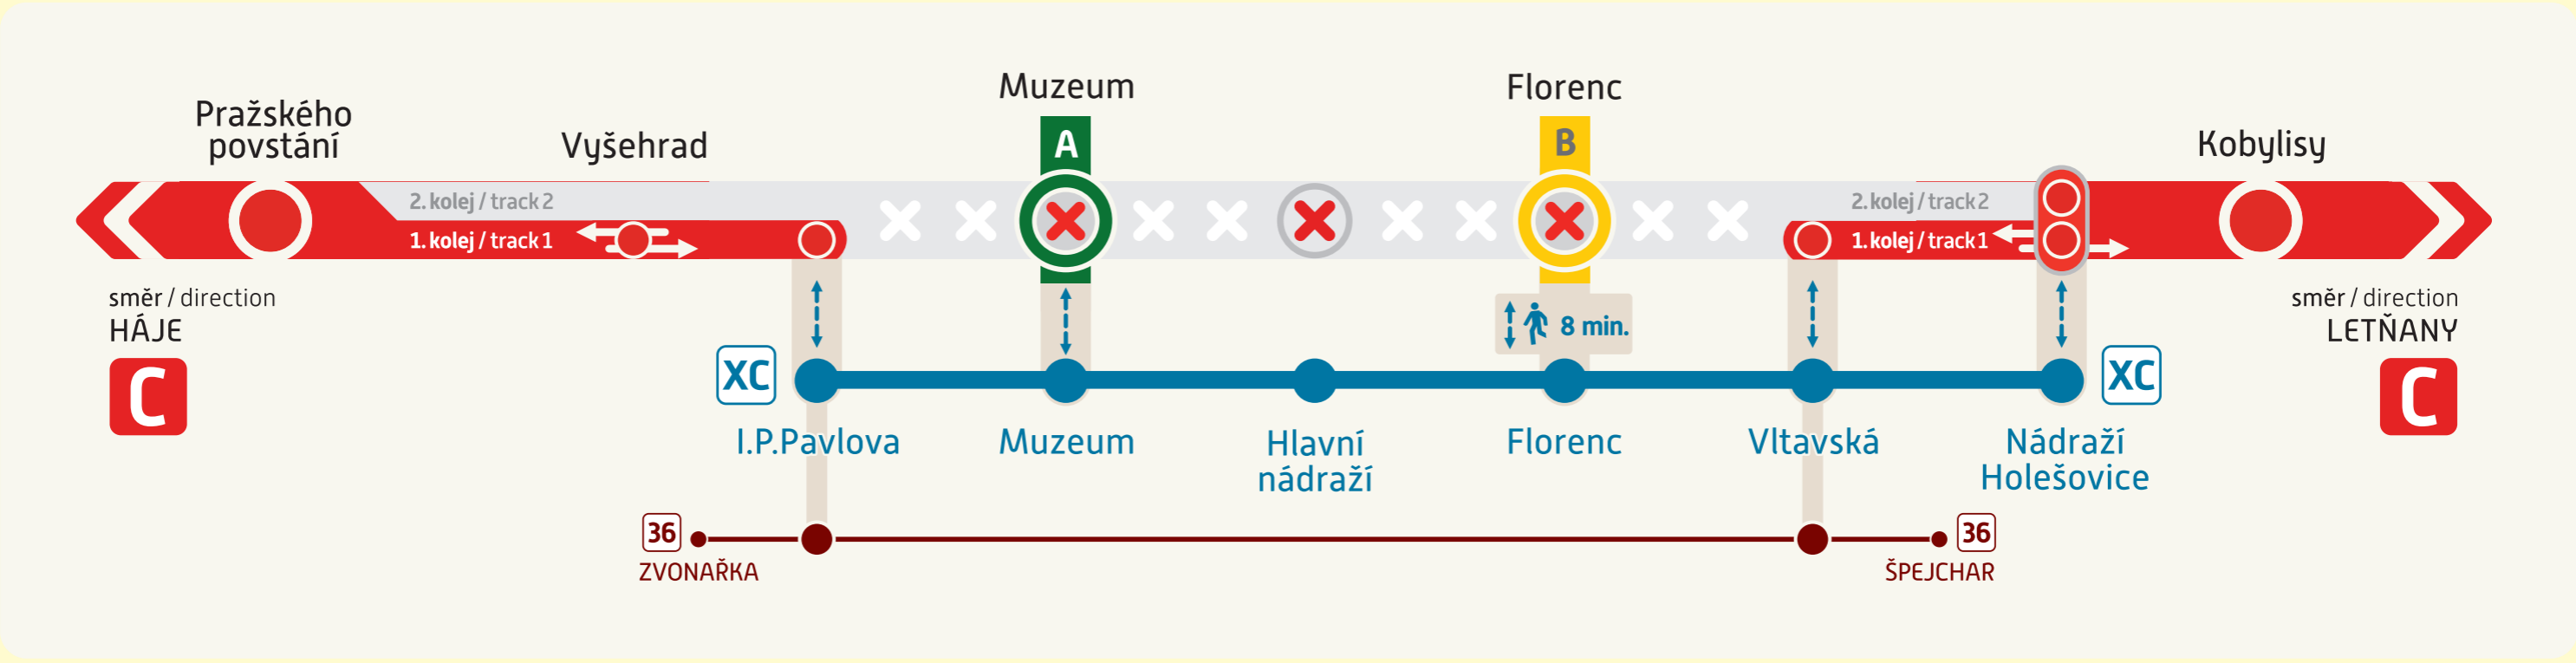 Pražského
povstání
Vyšehrad
Muzeum
Florenc
Kobylisy
A
B
2. kolej / track 2
1. kolej / track 1
2. kolej / track 2
1. kolej / track 1
směr / direction
HÁJE
C
směr / direction
LETŇANY
C
8 min.
XC
XC
I.P.Pavlova
Muzeum
Hlavní
nádraží
Florenc
Vltavská
Nádraží
Holešovice
36
ZVONAŘKA
36
ŠPEJCHAR